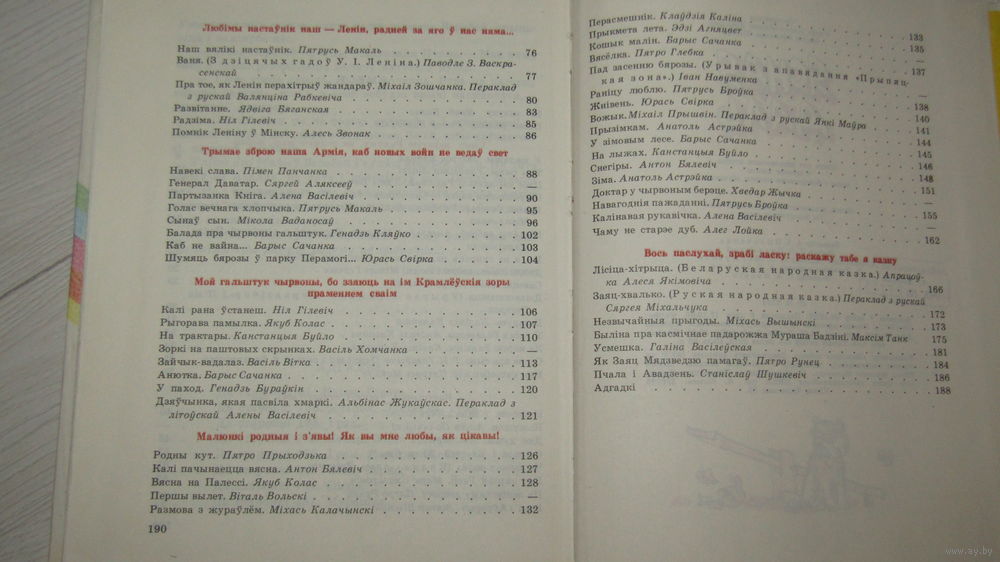 Любімы настаўнік наш — Ленін, радней за яго ў нас няма...
Наш вялікі настаўнік. Пятрусь Макаль . . . . . . . . . 76
Ваня. (З дзіцячых гадоў У. І. Леніна.) Паводле З. Васкра-
сенскай . . . . . . . . . 77
Пра тое, як Ленін перахітрыў жандараў. Міхаіл Зошчанка. Пераклад
з рускай Валянціна Рабкевіча . . . . . . . . . 80
Развітанне. Ядвіга Бяганская . . . . . . . . . 83
Радзіма. Ніл Гілевіч . . . . . . . . . 85
Помнік Леніну ў Мінску. Алесь Звонак . . . . . . . . . 86
Трымае зброю наша Армія, каб новых войн не ведаў свет
Навекі слава. Пімен Панчанка . . . . . . . . . 88
Генерал Даватар. Сяргей Аляксееў . . . . . . . . . —
Партызанка Кніга. Алена Васілевіч . . . . . . . . . 90
Голас вечнага хлопчыка. Пятрусь Макаль . . . . . . . . . 95
Сынаў сын. Мікола Ваданосаў . . . . . . . . . 96
Балада пра чырвоны гальштук. Генадзь Кляўко . . . . . . . . . 102
Каб не вайна... Барыс Сачанка . . . . . . . . . 103
Шумяць бярозы ў парку Перамогі... Юрась Свірка . . . . . . . . . 104
Мой гальштук чырвоны, бо ззяюць на ім Крамлёўскія зоры
праменнем сваім
Калі рана ўстанеш. Ніл Гілевіч . . . . . . . . . 106
Рыгорава памылка. Якуб Колас . . . . . . . . . 107
На трактары. Канстанцыя Буйло . . . . . . . . . 110
Зоркі на паштовых скрынках. Васіль Хомчанка . . . . . . . . . —
Зайчык-вадалаз. Васіль Вітка . . . . . . . . . 113
Анютка. Барыс Сачанка . . . . . . . . . 117
У паход. Генадзь Бураўкін . . . . . . . . . 120
Дзяўчынка, якая пасвіла хмаркі. Альбінас Жукаўскас. Пераклад з
літоўскай Алены Васілевіч . . . . . . . . . 121
Малюнкі родныя і з'явы! Як вы мне любы, як цікавы!
Родны кут. Пятро Прыходзька . . . . . . . . . 126
Калі пачынаецца вясна. Антон Бялевіч . . . . . . . . . 127
Вясна на Палессі. Якуб Колас . . . . . . . . . 128
Першы вылет. Віталь Вольскі . . . . . . . . . —
Размова з жураўлём. Міхась Калачынскі . . . . . . . . . 132
190
Перасмешнік. Клаўдзія Каліна
Прыкмета лета. Эдзі Агняцвет . . . . . . . . . 133
Кошык малін. Барыс Сачанка . . . . . . . . . 135
Вясёлка. Пятро Глебка . . . . . . . . . —
Пад засенню бярозы. (Урывак з апавядання «Прыпяц- 137
кая зона».) Іван Навуменка . . . . . . . . .
Раніцу люблю. Пятрусь Броўка . . . . . . . . . —
Жнівень. Юрась Свірка . . . . . . . . . 138
Вожык. Міхаіл Прышвін. Пераклад з рускай Янкі Маўра . . . 140
Прызімкам. Анатоль Астрэйка . . . . . . . . . 141
У зімовым лесе. Барыс Сачанка . . . . . . . . . 144
На лыжах. Канстанцыя Буйло . . . . . . . . . 145
Снегіры. Антон Бялевіч . . . . . . . . . 146
Зіма. Анатоль Астрэйка . . . . . . . . . 148
Доктар у чырвоным берэце. Хведар Жычка . . . . . . . . . 151
Навагоднія пажаданні. Пятрусь Броўка . . . . . . . . . —
Калінавая рукавічка. Алена Васілевіч . . . . . . . . . 155
Чаму не старэе дуб. Алег Лойка . . . . . . . . . 162
Вось паслухай, зрабі ласку: раскажу табе я казку
Лісіца-хітрыца. (Беларуская народная казка.) Апрацоў-
ка Алеся Якімовіча . . . . . . . . . 166
Заяц-хвалько. (Руская народная казка.) Пераклад з рускай
Сяргея Міхальчука . . . . . . . . . 172
Незвычайныя прыгоды. Міхась Вышынскі . . . . . . . . . 173
Быліна пра касмічнае падарожжа Мураша Бадзіні. Максім Танк 175
Усмешка. Галіна Васілеўская . . . . . . . . . 181
Як Заяц Мядзведзю памагаў. Пятро Рунец . . . . . . . . . 184
Пчала і Авадзень. Станіслаў Шушкевіч . . . . . . . . . 186
Адгадкі . . . . . . . . . 188
www.ay.by